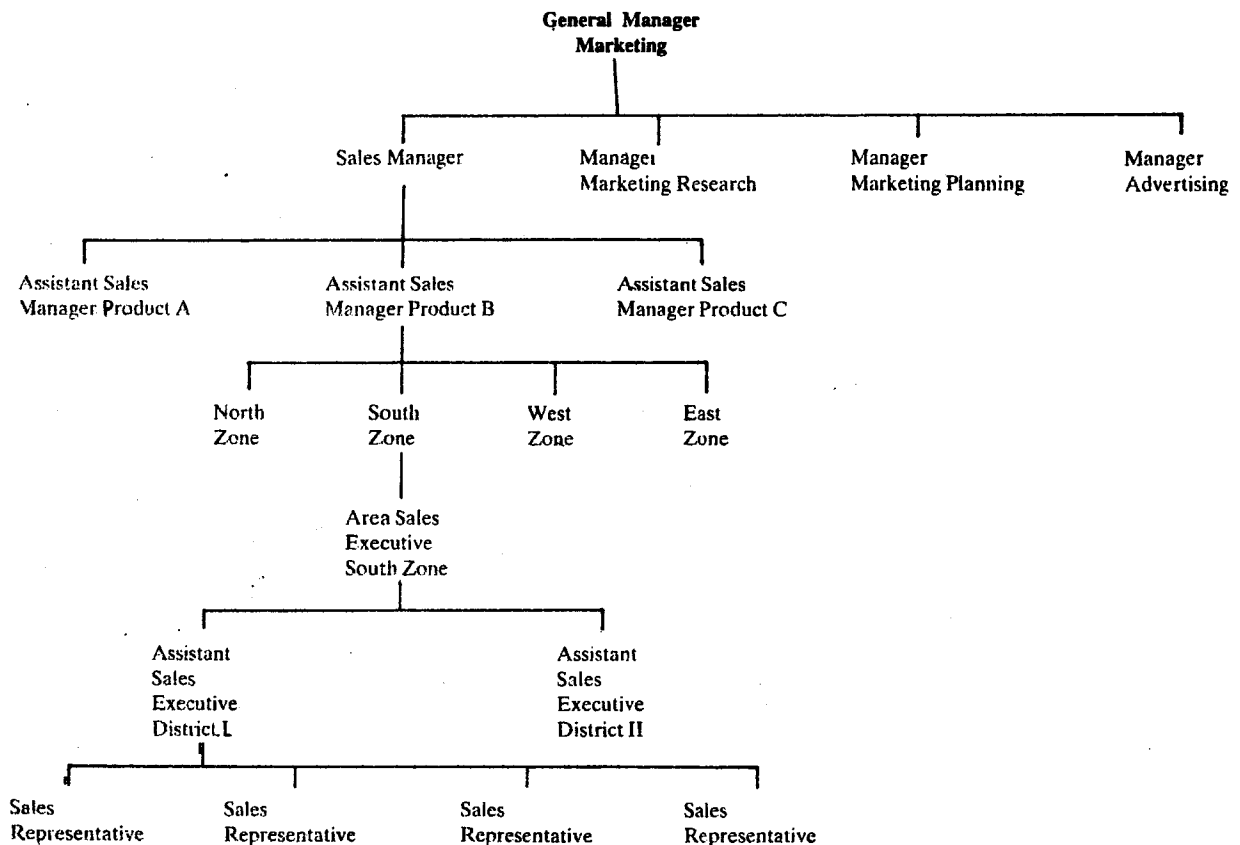 General Manager
Marketing
Sales Manager
Manager
Marketing Research
Manager
Marketing Planning
Manager
Advertising
Assistant Sales
Manager Product A
Assistant Sales
Manager Product B
Assistant Sales
Manager Product C
North
Zone
South
Zone
West
Zone
East
Zone
Area Sales
Executive
South Zone
Assistant
Sales
Executive
District I
Assistant
Sales
Executive
District II
Sales
Representative
Sales
Representative
Sales
Representative
Sales
Representative